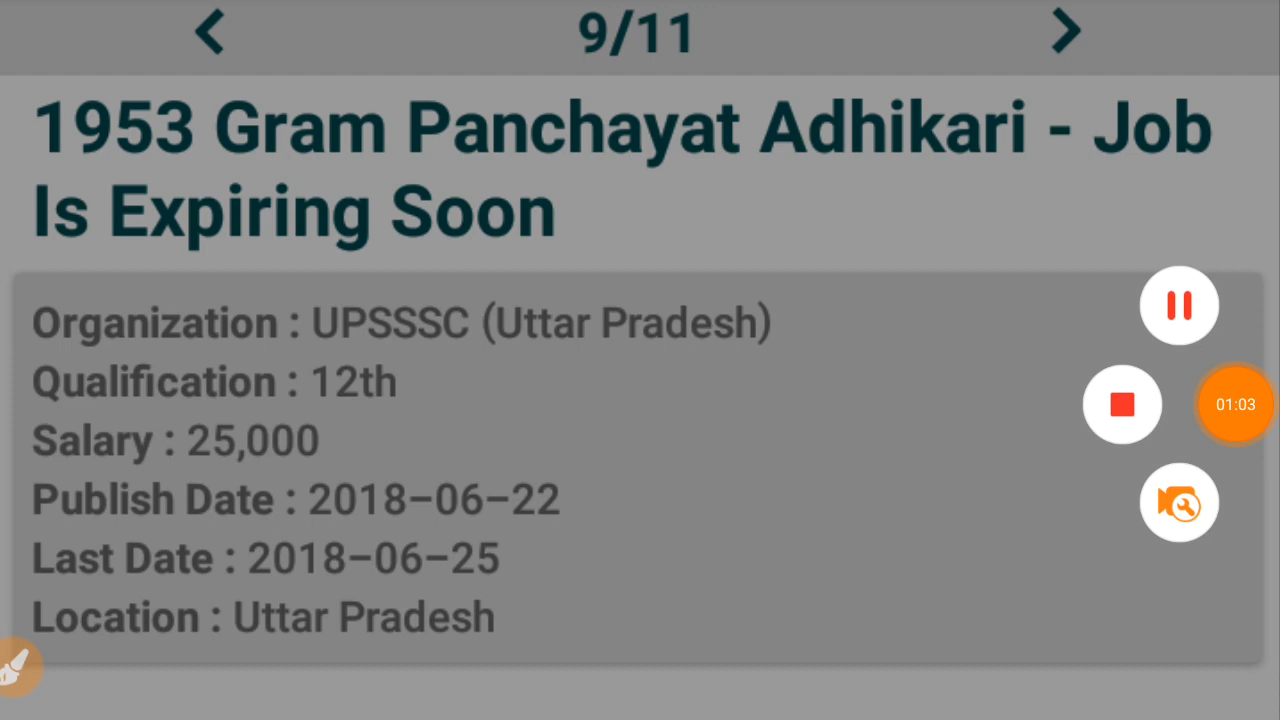 9/11
1953 Gram Panchayat Adhikari - Job
Is Expiring Soon
Organization : UPSSSC (Uttar Pradesh)
Qualification : 12th
Salary : 25,000
01:03
Publish Date : 2018-06-22
Last Date : 2018-06-25
Location : Uttar Pradesh